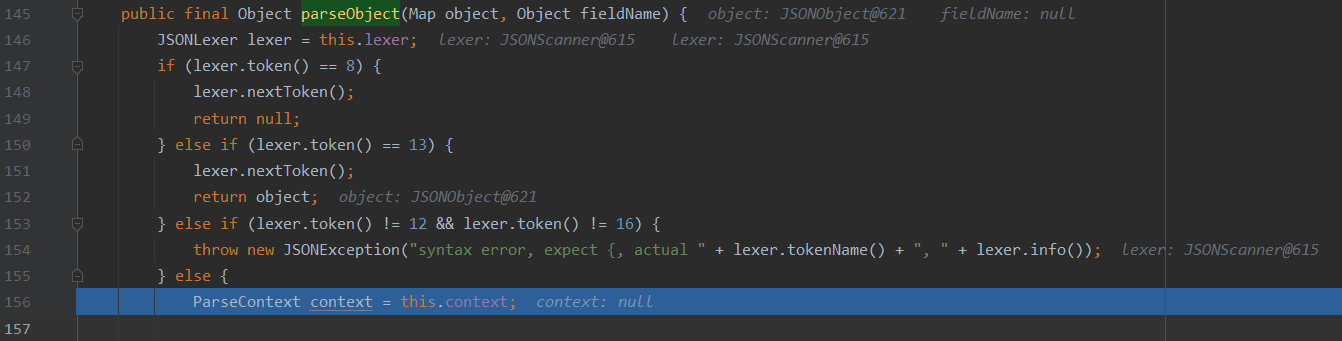 145 public final Object parseObject(Map object, Object fieldName) { object: JSONObject@621 fieldName: null
146 JSONLexer lexer = this.lexer; lexer: JSONScanner@615 lexer: JSONScanner@615
147 if (lexer.token() == 8) {
148 lexer.nextToken();
149 return null;
150 } else if (lexer.token() == 13) {
151 lexer.nextToken();
152 return object; object: JSONObject@621
153 } else if (lexer.token() != 12 && lexer.token() != 16) {
154 throw new JSONException("syntax error, expect {, actual " + lexer.tokenName() + ", " + lexer.info()); lexer: JSONScanner@615
155 } else {
156 ParseContext context = this.context; context: null
157